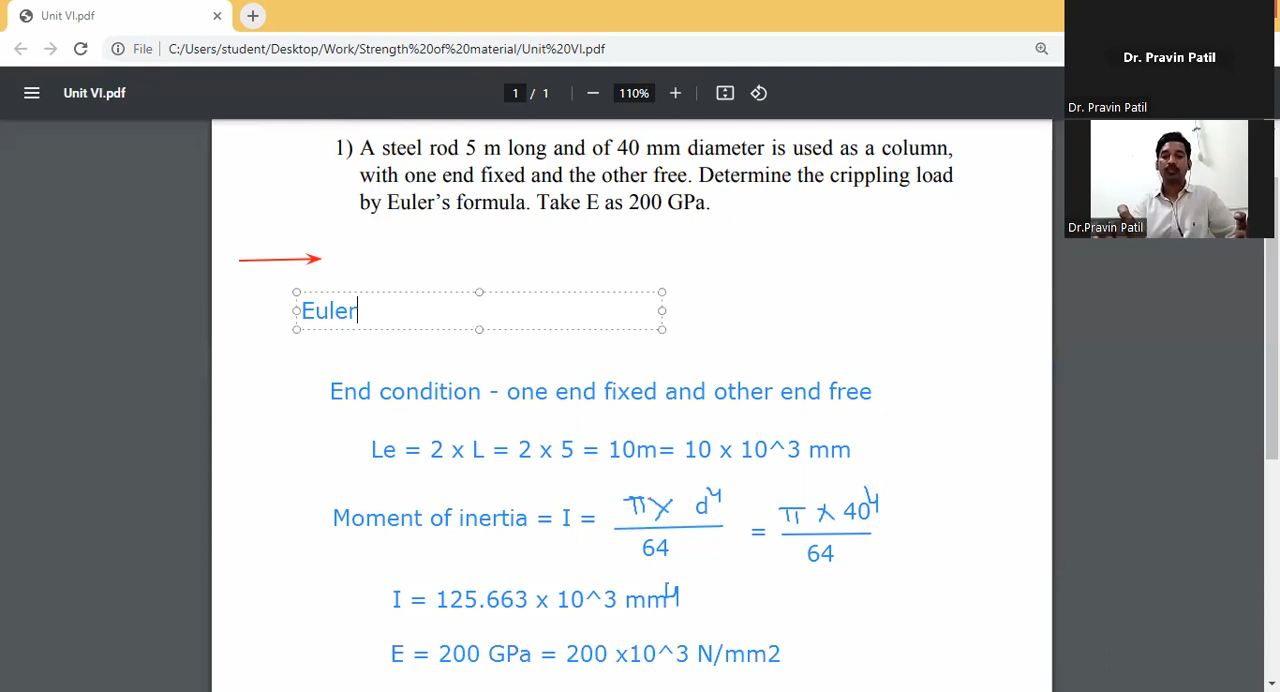 Unit VI.pdf
File C:/Users/student/Desktop/Work/Strength%20of%20material/Unit%20VI.pdf
Unit VI.pdf
1 / 1
110%
Dr. Pravin Patil
Dr. Pravin Patil
Dr.Pravin Patil
1) A steel rod 5 m long and of 40 mm diameter is used as a column,
with one end fixed and the other free. Determine the crippling load
by Euler's formula. Take E as 200 GPa.
Euler
End condition - one end fixed and other end free
Le = 2 x L = 2 x 5 = 10m= 10 x 10^3 mm
Moment of inertia = I = π x d^4 / 64 = π x 40^4 / 64
I = 125.663 x 10^3 mm4
E = 200 GPa = 200 x10^3 N/mm2